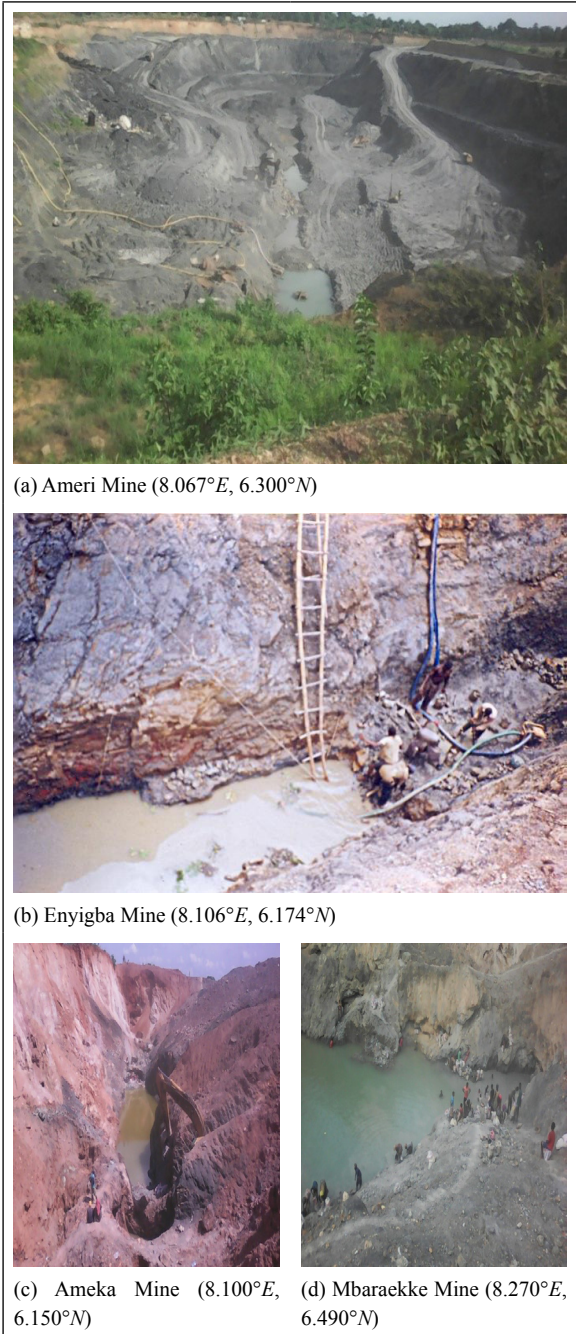 (a) Ameri Mine (8.067°E, 6.300°N)
(b) Enyigba Mine (8.106°E, 6.174°N)
(c) Ameka Mine (8.100°E,
6.150°N)
(d) Mbaraekke Mine (8.270°E,
6.490°N)